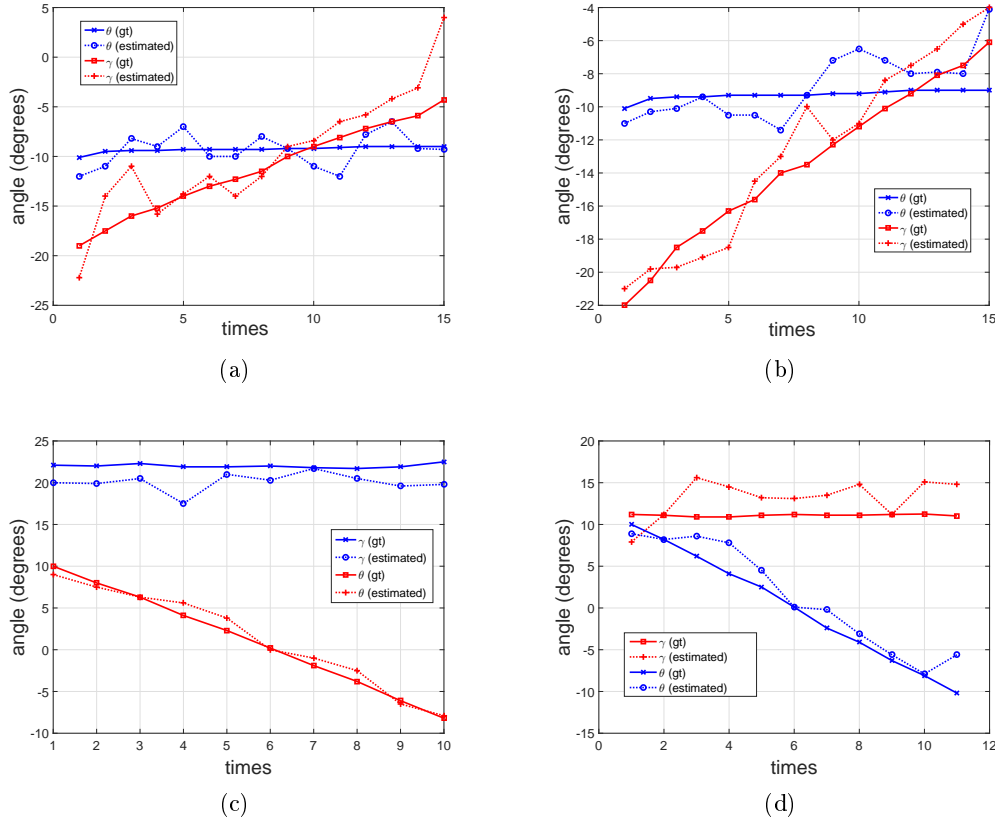 5
0
-5
-10
-15
-20
-25
angle (degrees)
θ (gt)
θ (estimated)
γ (gt)
γ (estimated)
0 5 10 15
times
(a)
-4
-6
-8
-10
-12
-14
-16
-18
-20
-22
angle (degrees)
θ (gt)
θ (estimated)
γ (gt)
γ (estimated)
0 5 10 15
times
(b)
25
20
15
10
5
0
-5
-10
angle (degrees)
γ (gt)
γ (estimated)
θ (gt)
θ (estimated)
1 2 3 4 5 6 7 8 9 10
times
(c)
20
15
10
5
0
-5
-10
-15
angle (degrees)
γ (gt)
γ (estimated)
θ (gt)
θ (estimated)
0 2 4 6 8 10 12
times
(d)